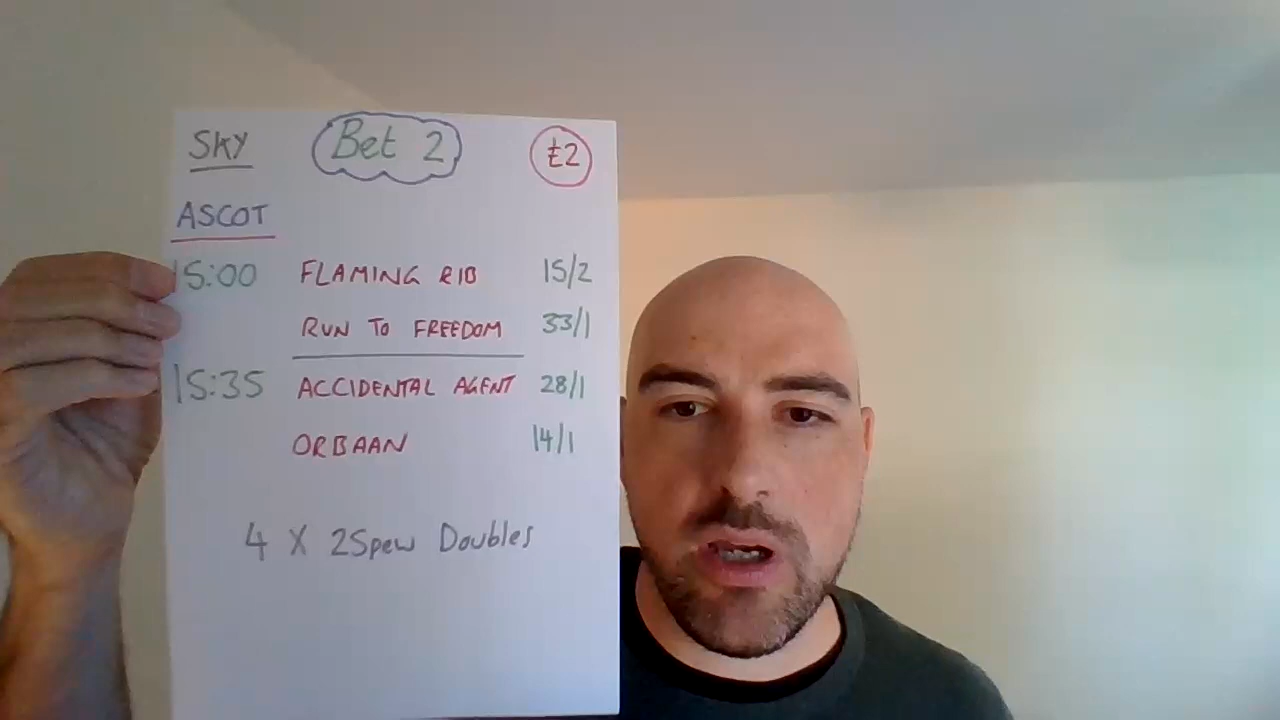 SKY Bet 2 £2
ASCOT
15:00 FLAMING RIB 15/2
RUN TO FREEDOM 33/1
15:35 ACCIDENTAL AGENT 28/1
ORBAAN 14/1
4 X 25pew Doubles